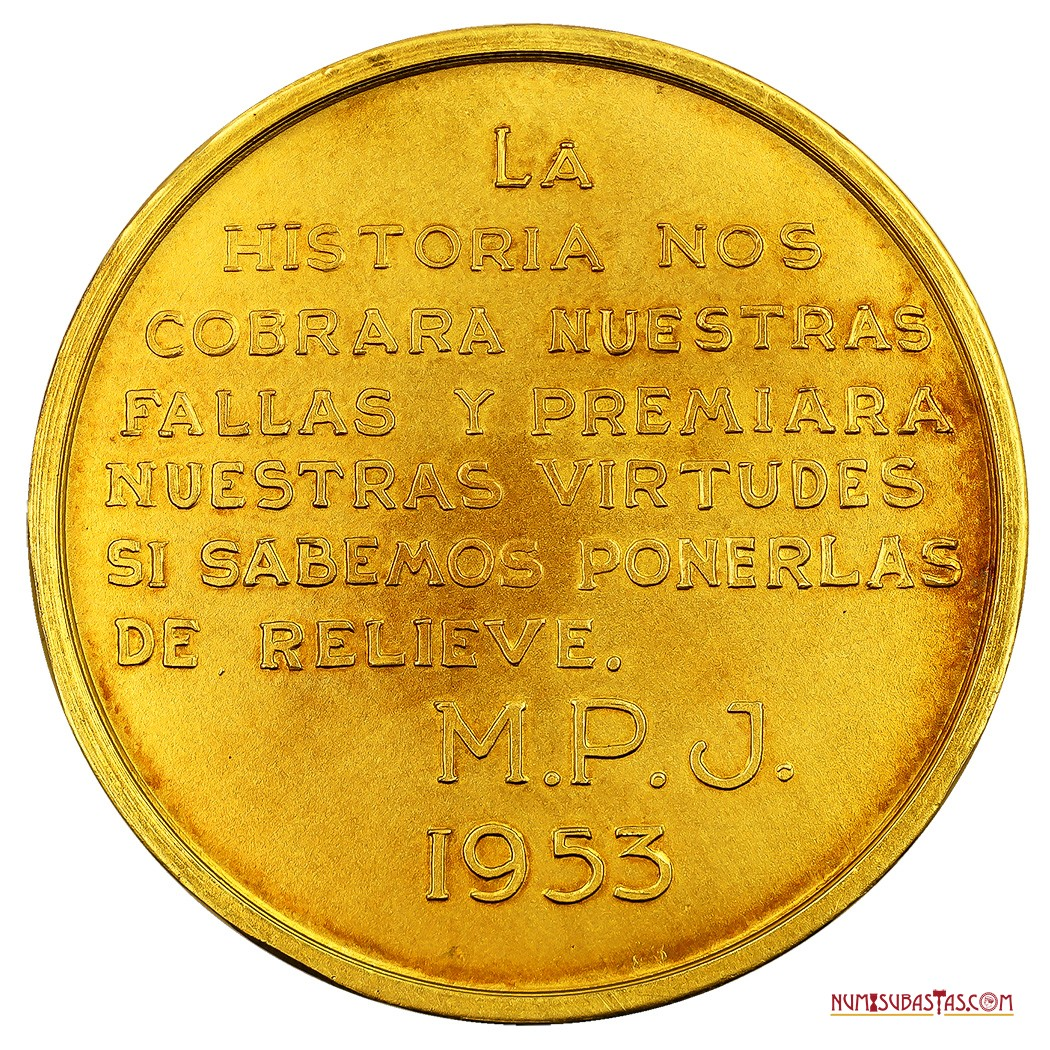 LA
HISTORIA NOS
COBRARA NUESTRAS
FALLAS Y PREMIARA
NUESTRAS VIRTUDES
SI SABEMOS PONERLAS
DE RELIEVE.
M.P.J.
1953
NUMISUBASTAS.COM